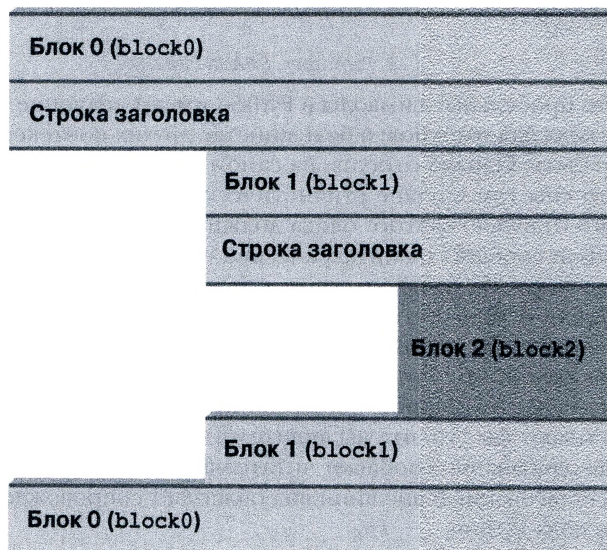 Блок 0 (block0)
Строка заголовка
Блок 1 (block1)
Строка заголовка
Блок 2 (block2)
Блок 1 (block1)
Блок 0 (block0)